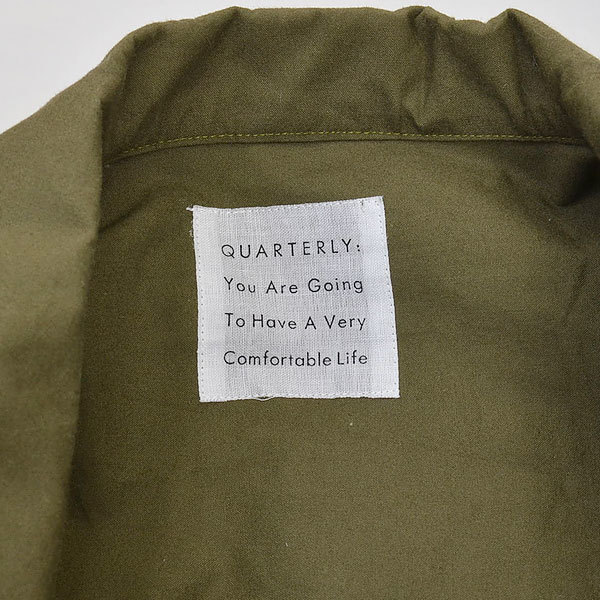 QUARTERLY:
You Are Going
To Have A Very
Comfortable Life